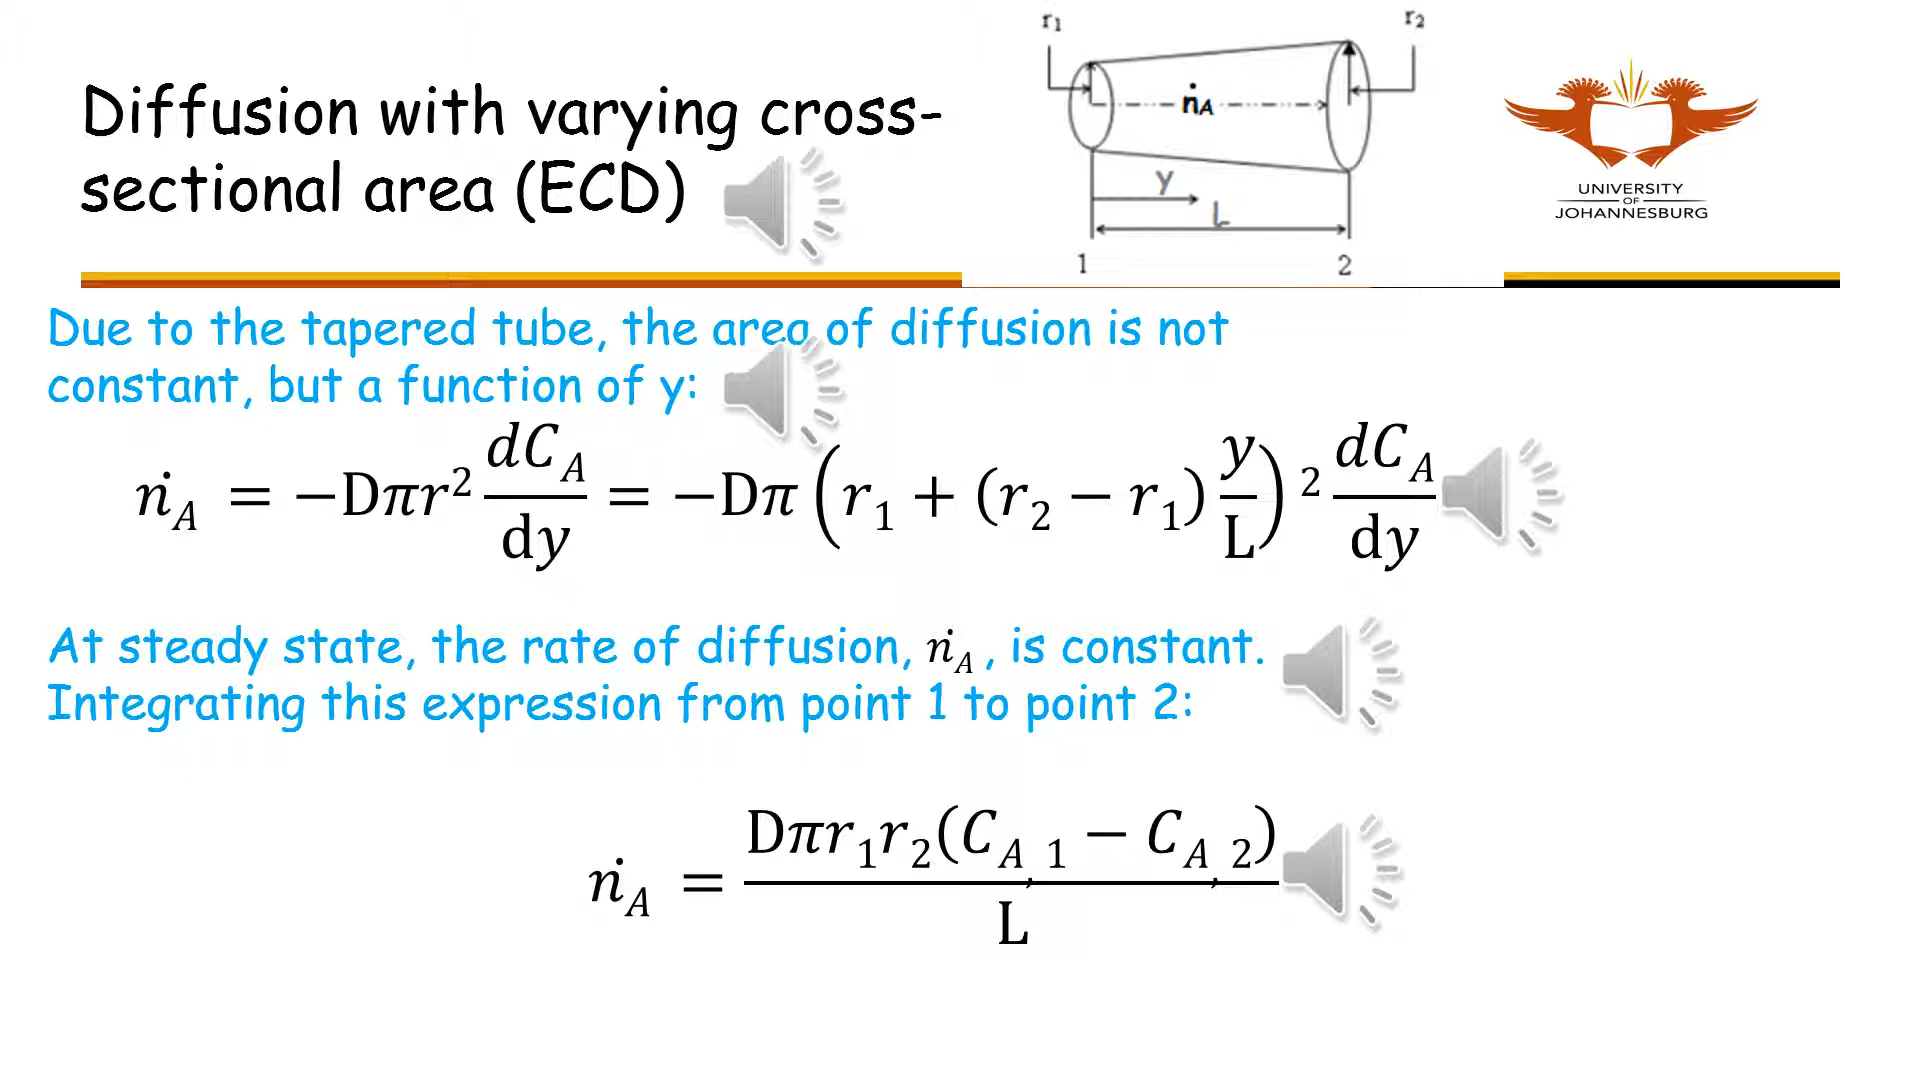 Diffusion with varying cross-
sectional area (ECD)
r₁
r₂
ṅA
y
L
1
2
UNIVERSITY
OF
JOHANNESBURG
Due to the tapered tube, the area of diffusion is not
constant, but a function of y:
ṅ_A = −Dπr² dC_A/dy = −Dπ (r₁ + (r₂ − r₁) y/L)² dC_A/dy
At steady state, the rate of diffusion, ṅ_A , is constant.
Integrating this expression from point 1 to point 2:
ṅ_A = Dπr₁r₂(C_A,1 − C_A,2)/L